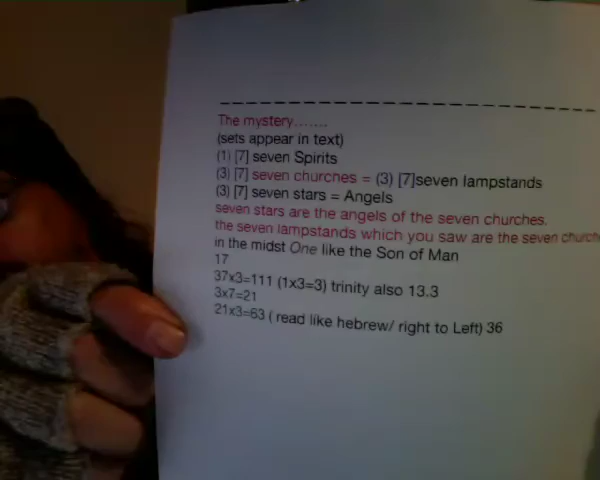 The mystery.......
(sets appear in text)
(1) [7] seven Spirits
(3) [7] seven churches = (3) [7]seven lampstands
(3) [7] seven stars = Angels
seven stars are the angels of the seven churches.
the seven lampstands which you saw are the seven churche
in the midst One like the Son of Man
17
37x3=111 (1x3=3) trinity also 13.3
3x7=21
21x3=63 ( read like hebrew/ right to Left) 36